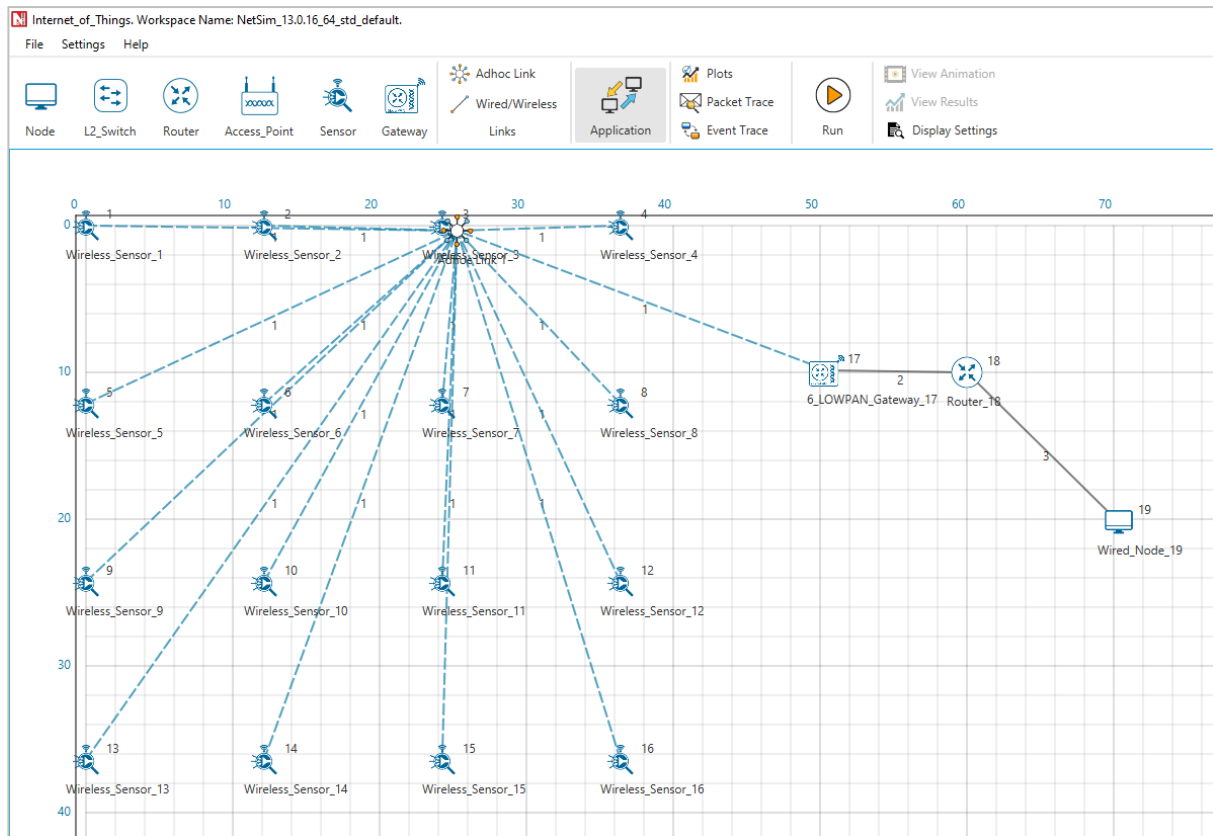 Internet_of_Things. Workspace Name: NetSim_13.0.16_64_std_default.
File Settings Help
Node L2_Switch Router Access_Point Sensor Gateway
Adhoc Link
Wired/Wireless
Links
Application
Plots
Packet Trace
Event Trace
Run
View Animation
View Results
Display Settings
0 10 20 30 40 50 60 70
0
1 2 3 4
1 1 1
Wireless_Sensor_1 Wireless_Sensor_2 Wireless_Sensor_3 Wireless_Sensor_4
Adhoc Link 1
1 1 1 1 1
10
17 2 18
6_LOWPAN_Gateway_17 Router_18
5 6 7 8
1 1 1
Wireless_Sensor_5 Wireless_Sensor_6 Wireless_Sensor_7 Wireless_Sensor_8
3
20
1 1 1 1
19
Wired_Node_19
9 10 11 12
Wireless_Sensor_9 Wireless_Sensor_10 Wireless_Sensor_11 Wireless_Sensor_12
30
13 14 15 16
Wireless_Sensor_13 Wireless_Sensor_14 Wireless_Sensor_15 Wireless_Sensor_16
40